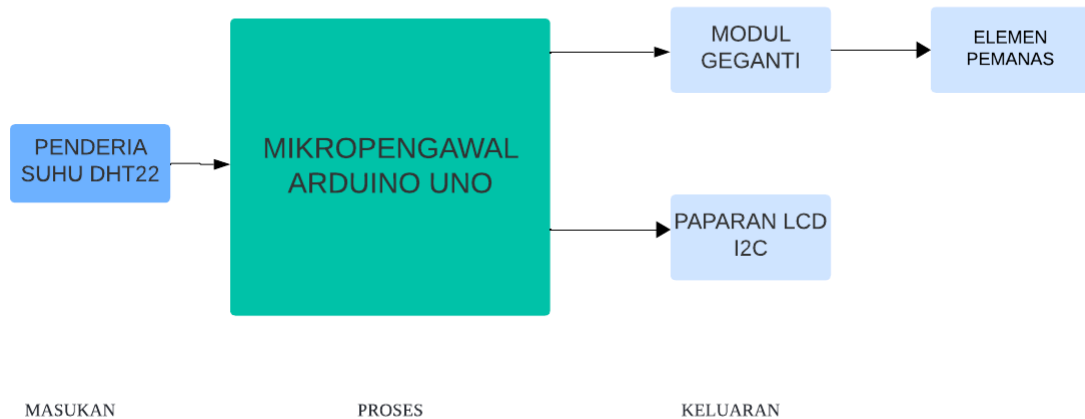 PENDERIA
SUHU DHT22
MIKROPENGAWAL
ARDUINO UNO
MODUL
GEGANTI
ELEMEN
PEMANAS
PAPARAN LCD
I2C
MASUKAN
PROSES
KELUARAN